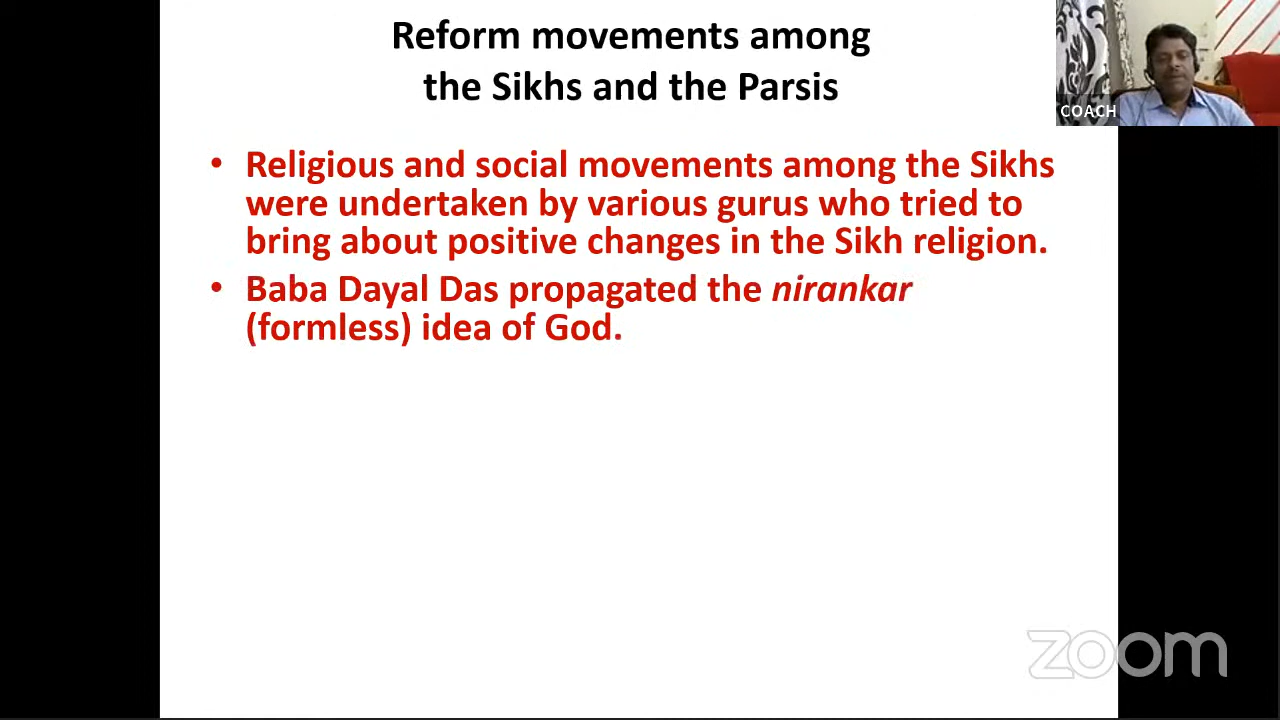 Reform movements among
the Sikhs and the Parsis
COACH
• Religious and social movements among the Sikhs
were undertaken by various gurus who tried to
bring about positive changes in the Sikh religion.
• Baba Dayal Das propagated the nirankar
(formless) idea of God.
zoom